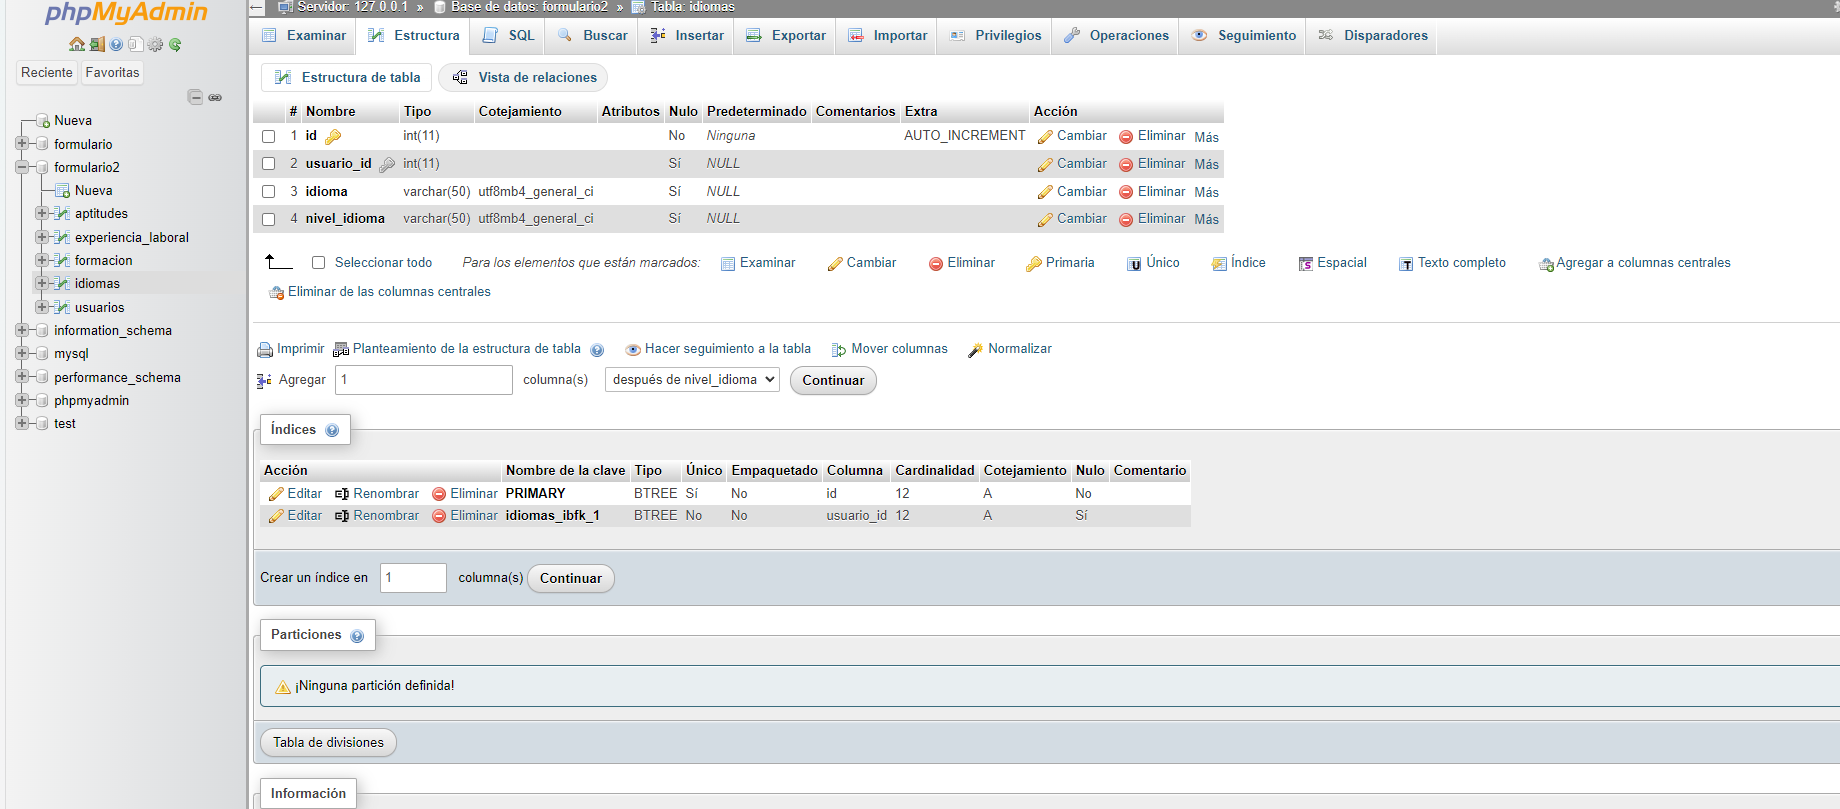 phpMyAdmin
Reciente Favoritas
Nueva
formulario
formulario2
Nueva
aptitudes
experiencia_laboral
formacion
idiomas
usuarios
information_schema
mysql
performance_schema
phpmyadmin
test
Servidor: 127.0.0.1 » Base de datos: formulario2 » Tabla: idiomas
Examinar Estructura SQL Buscar Insertar Exportar Importar Privilegios Operaciones Seguimiento Disparadores
Estructura de tabla Vista de relaciones
# Nombre Tipo Cotejamiento Atributos Nulo Predeterminado Comentarios Extra Acción
1 id int(11) No Ninguna AUTO_INCREMENT Cambiar Eliminar Más
2 usuario_id int(11) Sí NULL Cambiar Eliminar Más
3 idioma varchar(50) utf8mb4_general_ci Sí NULL Cambiar Eliminar Más
4 nivel_idioma varchar(50) utf8mb4_general_ci Sí NULL Cambiar Eliminar Más
Seleccionar todo Para los elementos que están marcados: Examinar Cambiar Eliminar Primaria Único Índice Espacial Texto completo Agregar a columnas centrales
Eliminar de las columnas centrales
Imprimir Planteamiento de la estructura de tabla Hacer seguimiento a la tabla Mover columnas Normalizar
Agregar 1 columna(s) después de nivel_idioma Continuar
Índices
Acción Nombre de la clave Tipo Único Empaquetado Columna Cardinalidad Cotejamiento Nulo Comentario
Editar Renombrar Eliminar PRIMARY BTREE Sí No id 12 A No
Editar Renombrar Eliminar idiomas_ibfk_1 BTREE No No usuario_id 12 A Sí
Crear un índice en 1 columna(s) Continuar
Particiones
¡Ninguna partición definida!
Tabla de divisiones
Información